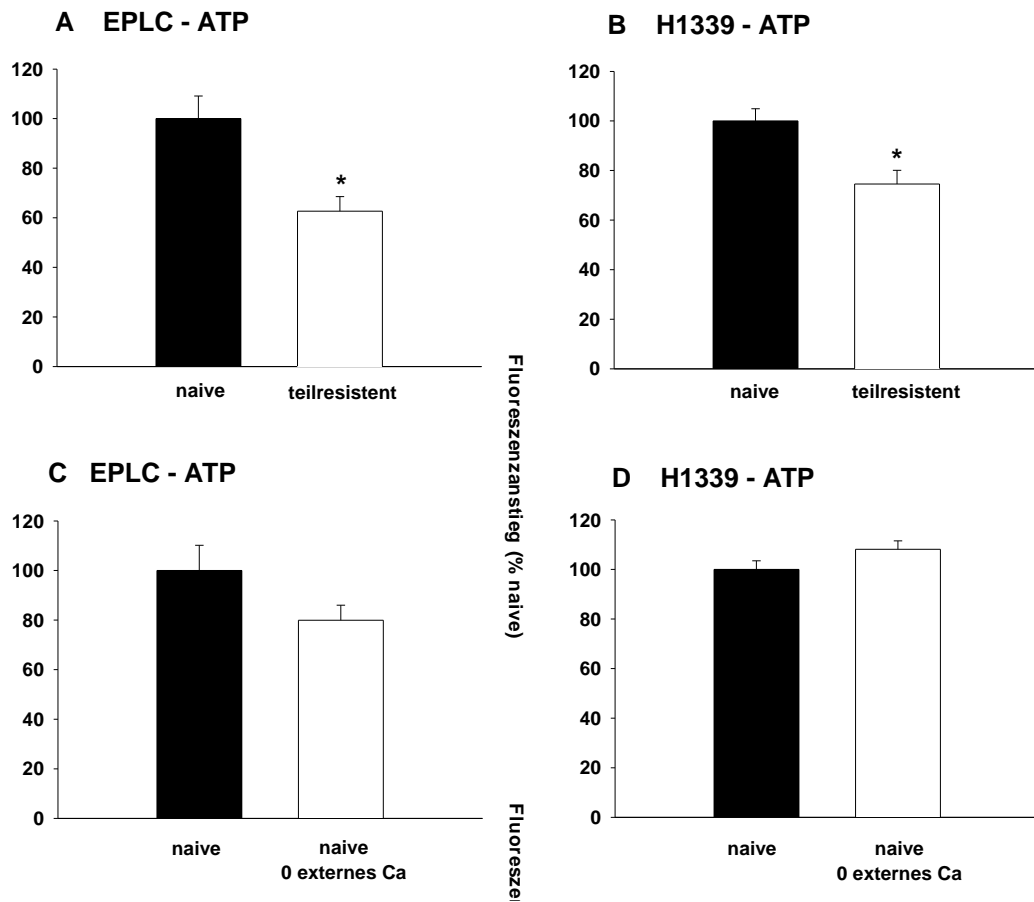 A EPLC - ATP
120
100
80
60
40
20
0
*
naive
teilresistent
B H1339 - ATP
120
100
80
60
40
20
0
*
naive
teilresistent
Fluoreszenzanstieg (% naive)
C EPLC - ATP
120
100
80
60
40
20
0
naive
naive
0 externes Ca
D H1339 - ATP
120
100
80
60
40
20
0
naive
naive
0 externes Ca